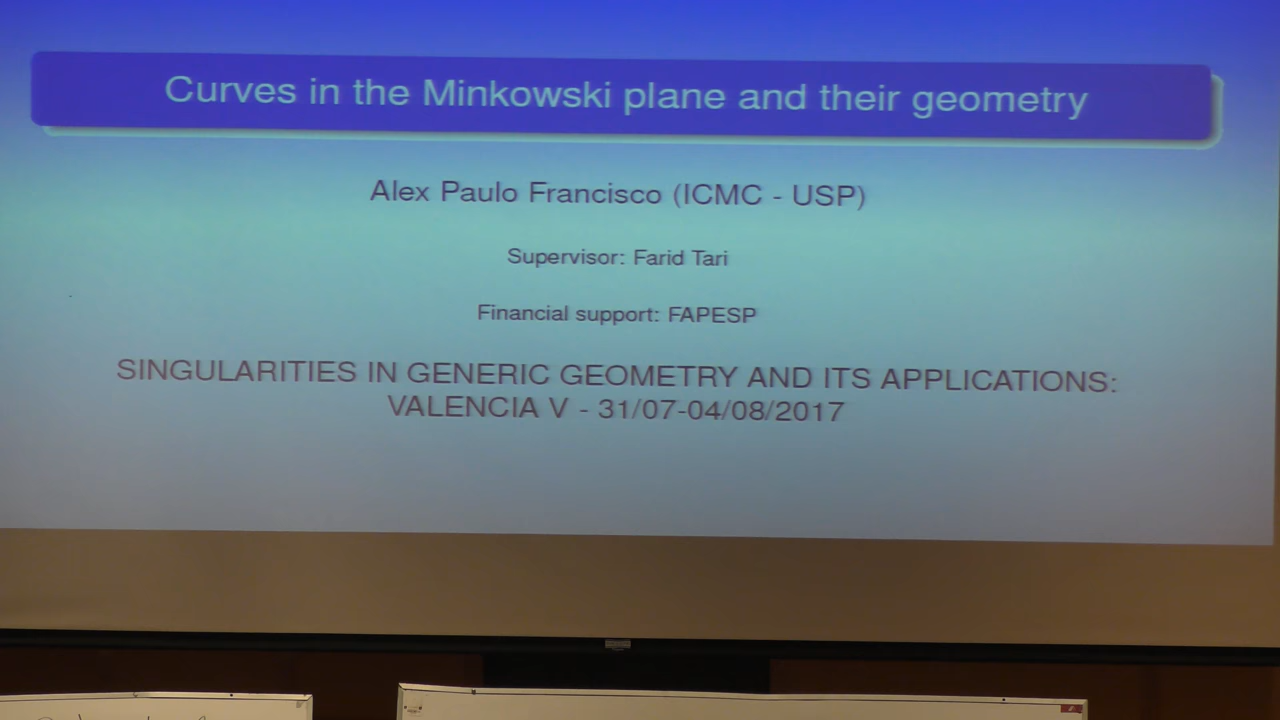 Curves in the Minkowski plane and their geometry
Alex Paulo Francisco (ICMC - USP)
Supervisor: Farid Tari
Financial support: FAPESP
SINGULARITIES IN GENERIC GEOMETRY AND ITS APPLICATIONS:
VALENCIA V - 31/07-04/08/2017